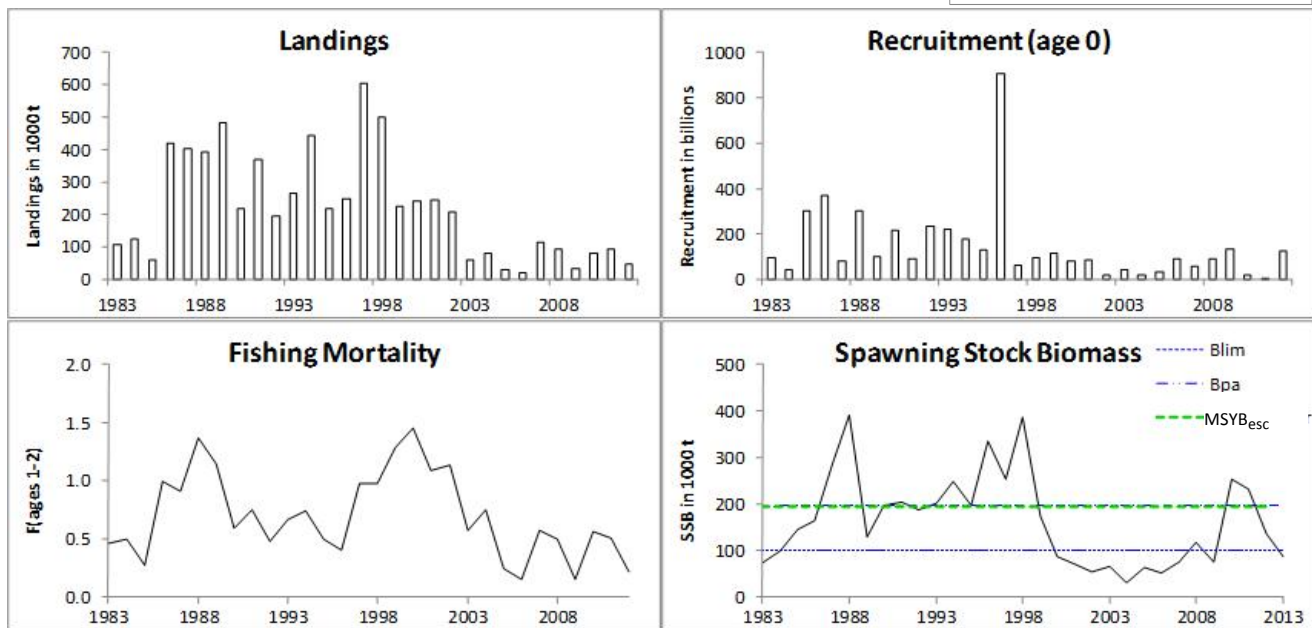 Landings
700
600
500
400
300
200
100
0
Landings in 1000 t
1983 1988 1993 1998 2003 2008
Recruitment (age 0)
1000
800
600
400
200
0
Recruitment in billions
1983 1988 1993 1998 2003 2008
Fishing Mortality
2.0
1.5
1.0
0.5
0.0
F(ages 1-2)
1983 1988 1993 1998 2003 2008
Spawning Stock Biomass
Blim
Bpa
MSYBesc
500
400
300
200
100
0
SSB in 1000 t
1983 1988 1993 1998 2003 2008 2013